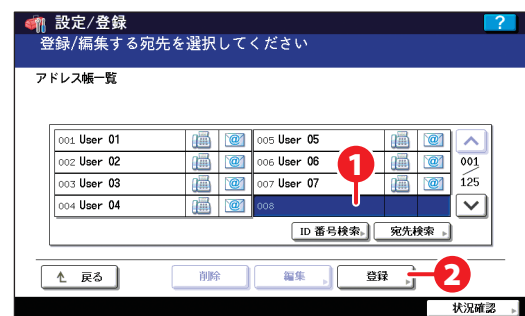 設定/登録
?
登録/編集する宛先を選択してください
アドレス帳一覧
001 User 01
005 User 05
002 User 02
006 User 06
003 User 03
007 User 07
004 User 04
008
001
125
1
ID 番号検索
宛先検索
戻る
削除
編集
登録
2
状況確認